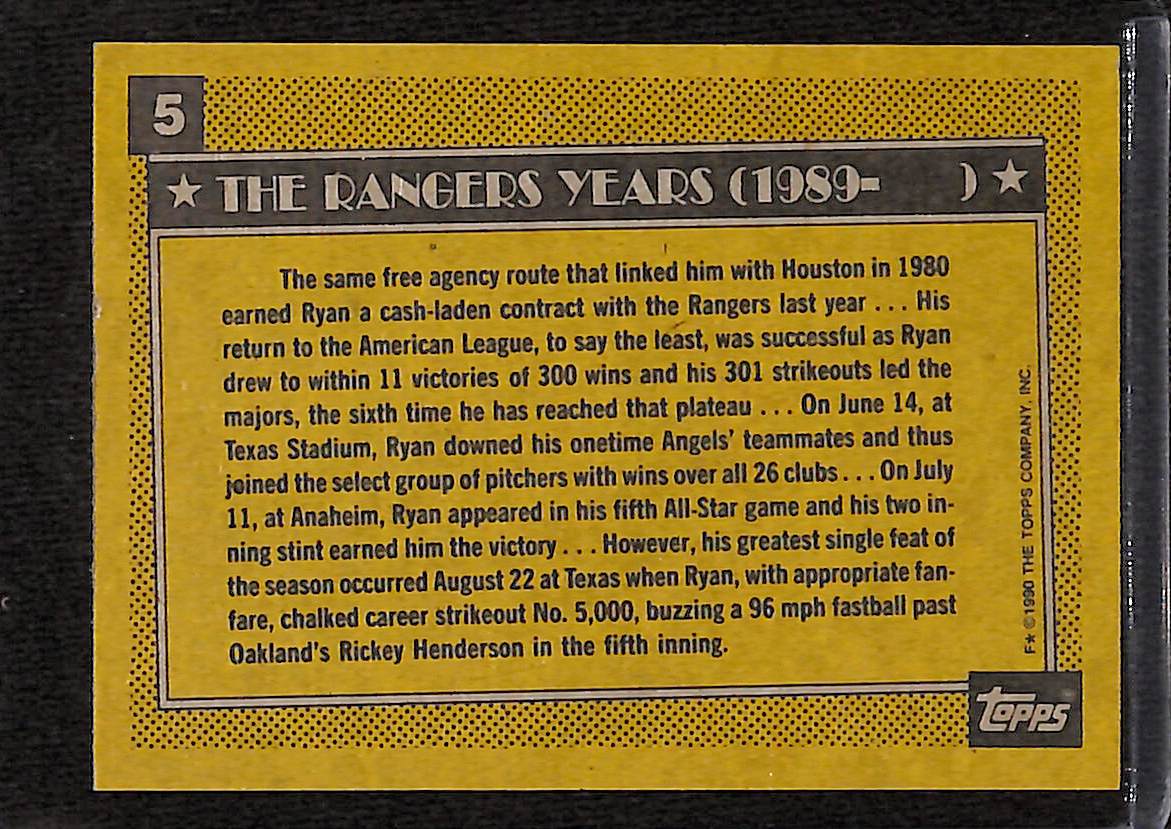 5
★ THE RANGERS YEARS (1989- ) ★
The same free agency route that linked him with Houston in 1980
earned Ryan a cash-laden contract with the Rangers last year . . . His
return to the American League, to say the least, was successful as Ryan
drew to within 11 victories of 300 wins and his 301 strikeouts led the
majors, the sixth time he has reached that plateau . . . On June 14, at
Texas Stadium, Ryan downed his onetime Angels' teammates and thus
joined the select group of pitchers with wins over all 26 clubs . . . On July
11, at Anaheim, Ryan appeared in his fifth All-Star game and his two in-
ning stint earned him the victory . . . However, his greatest single feat of
the season occurred August 22 at Texas when Ryan, with appropriate fan-
fare, chalked career strikeout No. 5,000, buzzing a 96 mph fastball past
Oakland's Rickey Henderson in the fifth inning.
F★ ©1990 THE TOPPS COMPANY, INC.
topps